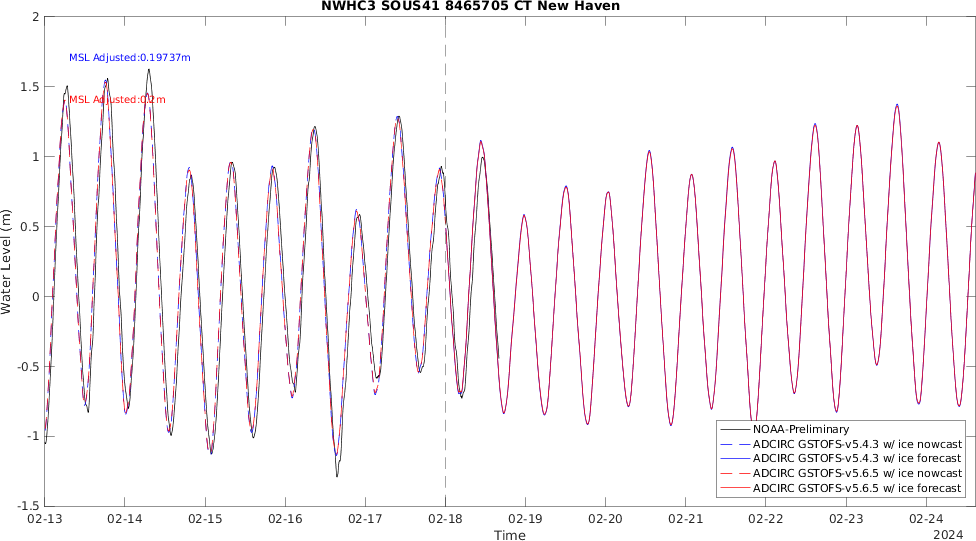 NWHC3 SOUS41 8465705 CT New Haven
2
1.5
1
0.5
0
-0.5
-1
-1.5
Water Level (m)
MSL Adjusted:0.19737m
MSL Adjusted:0.2m
NOAA-Preliminary
ADCIRC GSTOFS-v5.4.3 w/ ice nowcast
ADCIRC GSTOFS-v5.4.3 w/ ice forecast
ADCIRC GSTOFS-v5.6.5 w/ ice nowcast
ADCIRC GSTOFS-v5.6.5 w/ ice forecast
02-13 02-14 02-15 02-16 02-17 02-18 02-19 02-20 02-21 02-22 02-23 02-24
Time
2024